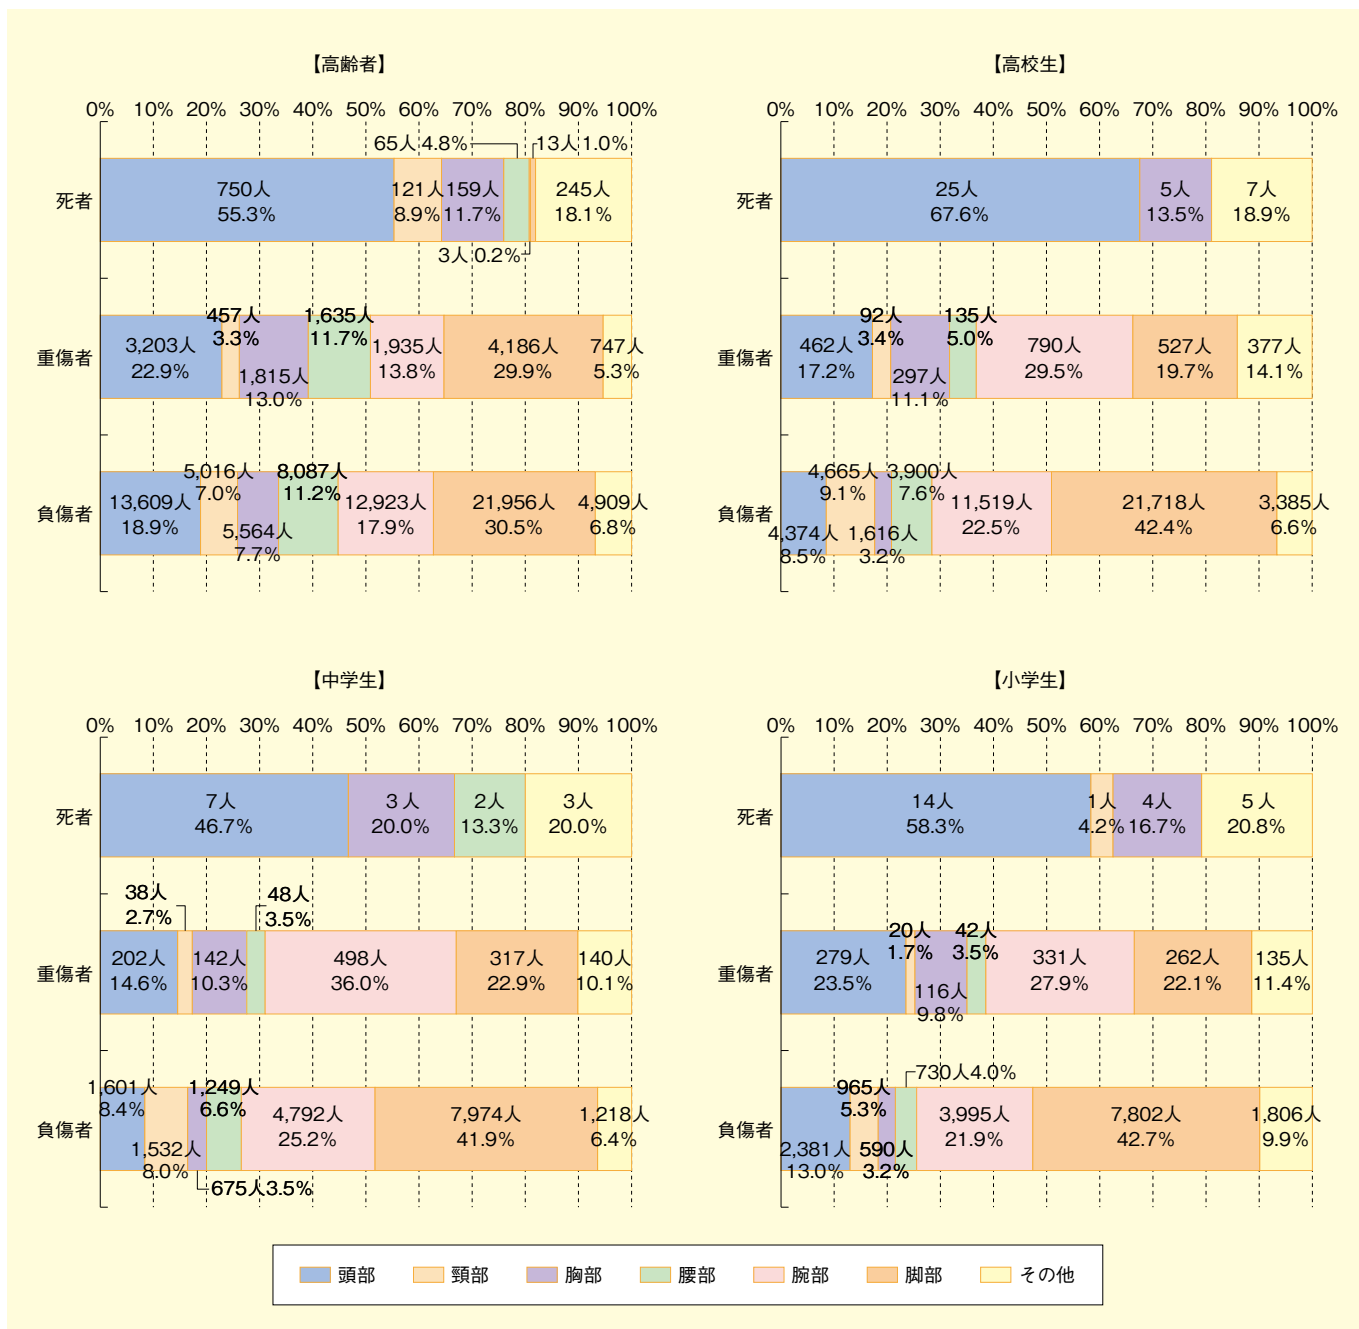 【高齢者】
0% 10% 20% 30% 40% 50% 60% 70% 80% 90% 100%
65人 4.8%
13人 1.0%
死者
750人
55.3%
121人
8.9%
159人
11.7%
245人
18.1%
3人 0.2%
重傷者
3,203人
22.9%
457人
3.3%
1,815人
13.0%
1,635人
11.7%
1,935人
13.8%
4,186人
29.9%
747人
5.3%
負傷者
13,609人
18.9%
5,016人
7.0%
5,564人
7.7%
8,087人
11.2%
12,923人
17.9%
21,956人
30.5%
4,909人
6.8%
【高校生】
0% 10% 20% 30% 40% 50% 60% 70% 80% 90% 100%
死者
25人
67.6%
5人
13.5%
7人
18.9%
重傷者
462人
17.2%
92人
3.4%
297人
11.1%
135人
5.0%
790人
29.5%
527人
19.7%
377人
14.1%
負傷者
4,374人
8.5%
4,665人
9.1%
1,616人
3.2%
3,900人
7.6%
11,519人
22.5%
21,718人
42.4%
3,385人
6.6%
【中学生】
0% 10% 20% 30% 40% 50% 60% 70% 80% 90% 100%
死者
7人
46.7%
3人
20.0%
2人
13.3%
3人
20.0%
重傷者
202人
14.6%
38人
2.7%
142人
10.3%
48人
3.5%
498人
36.0%
317人
22.9%
140人
10.1%
負傷者
1,601人
8.4%
1,532人
8.0%
675人3.5%
1,249人
6.6%
4,792人
25.2%
7,974人
41.9%
1,218人
6.4%
【小学生】
0% 10% 20% 30% 40% 50% 60% 70% 80% 90% 100%
死者
14人
58.3%
1人
4.2%
4人
16.7%
5人
20.8%
重傷者
279人
23.5%
20人
1.7%
116人
9.8%
42人
3.5%
331人
27.9%
262人
22.1%
135人
11.4%
負傷者
2,381人
13.0%
965人
5.3%
590人
3.2%
730人4.0%
3,995人
21.9%
7,802人
42.7%
1,806人
9.9%
頭部 頸部 胸部 腰部 腕部 脚部 その他